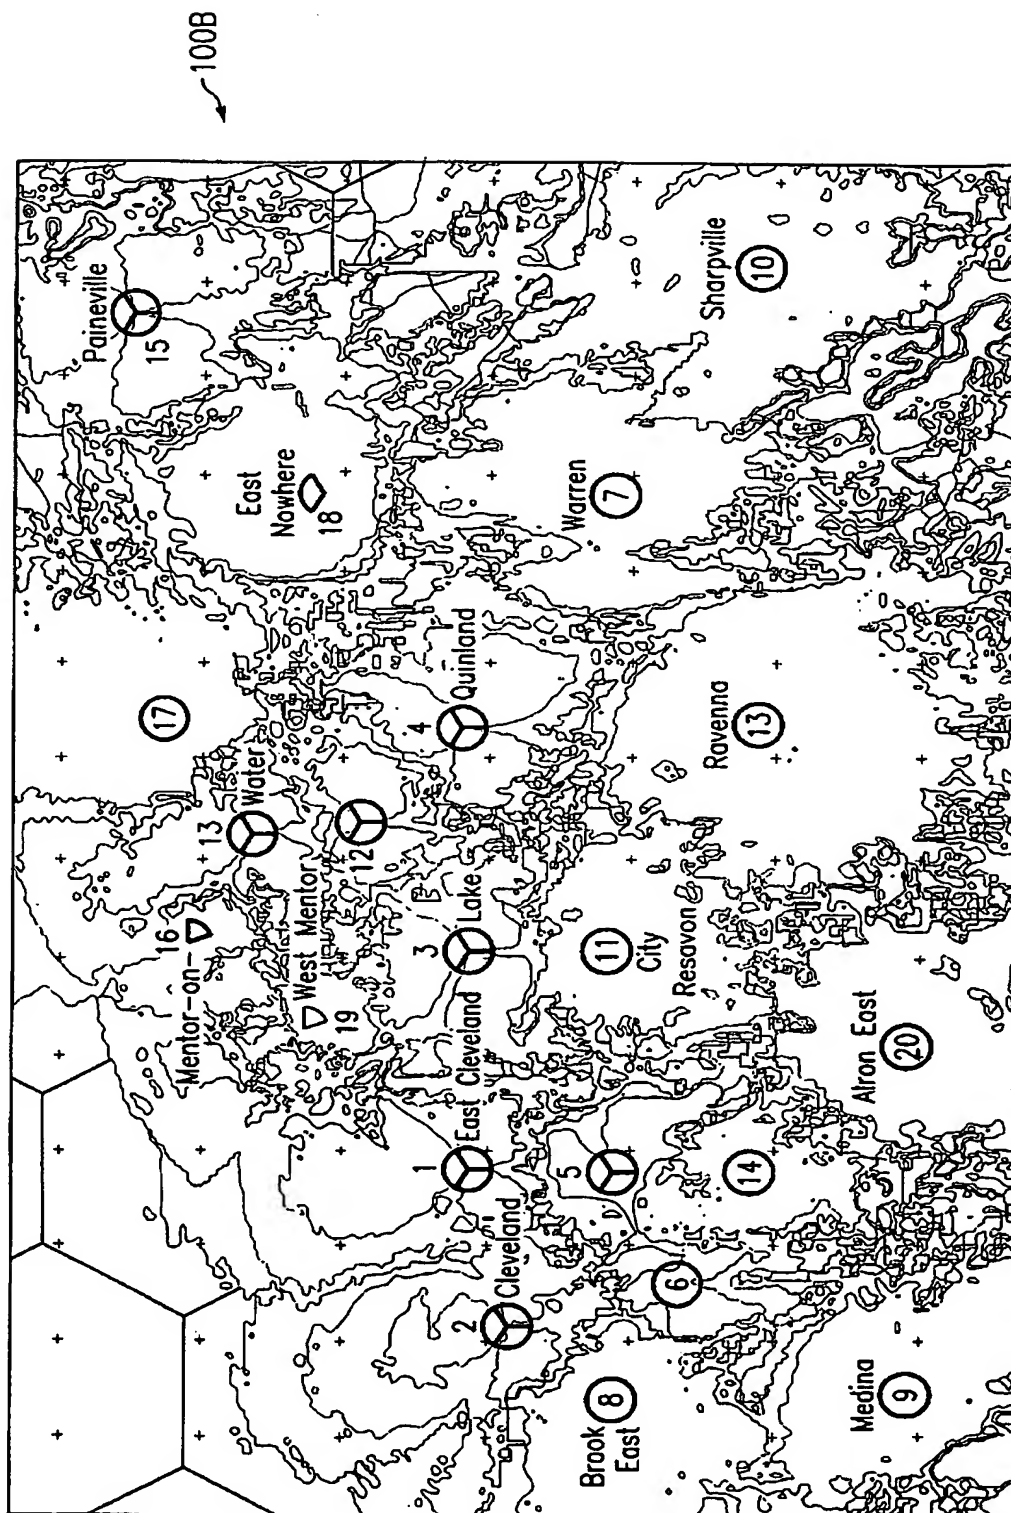 100B
Paineville
15
East
Nowhere
18
17
Water
13
Mentor-on-
16
West Mentor
19
12
Quinland
4
Lake
3
East Cleveland
1
Cleveland
2
Sharpville
10
Warren
7
Ravenna
13
11
City
Resavon
5
14
6
Brook
East
8
Atron East
20
Medina
9